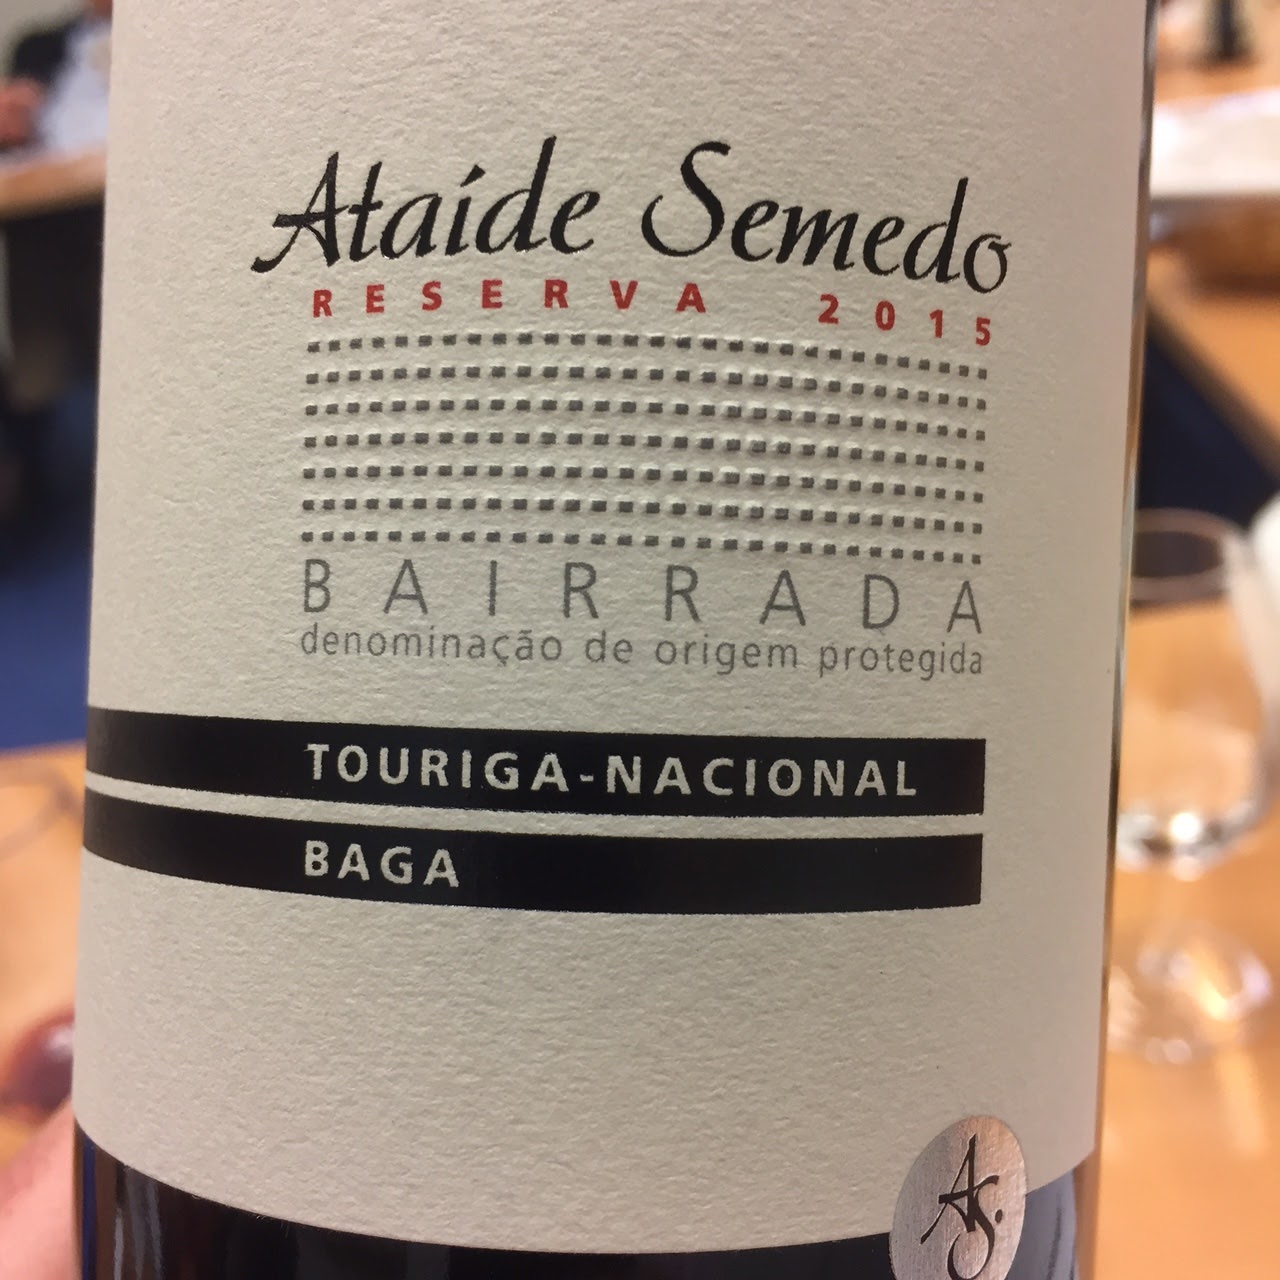 Ataíde Semedo
RESERVA 2015
BAIRRADA
denominação de origem protegida
TOURIGA-NACIONAL
BAGA
AS.